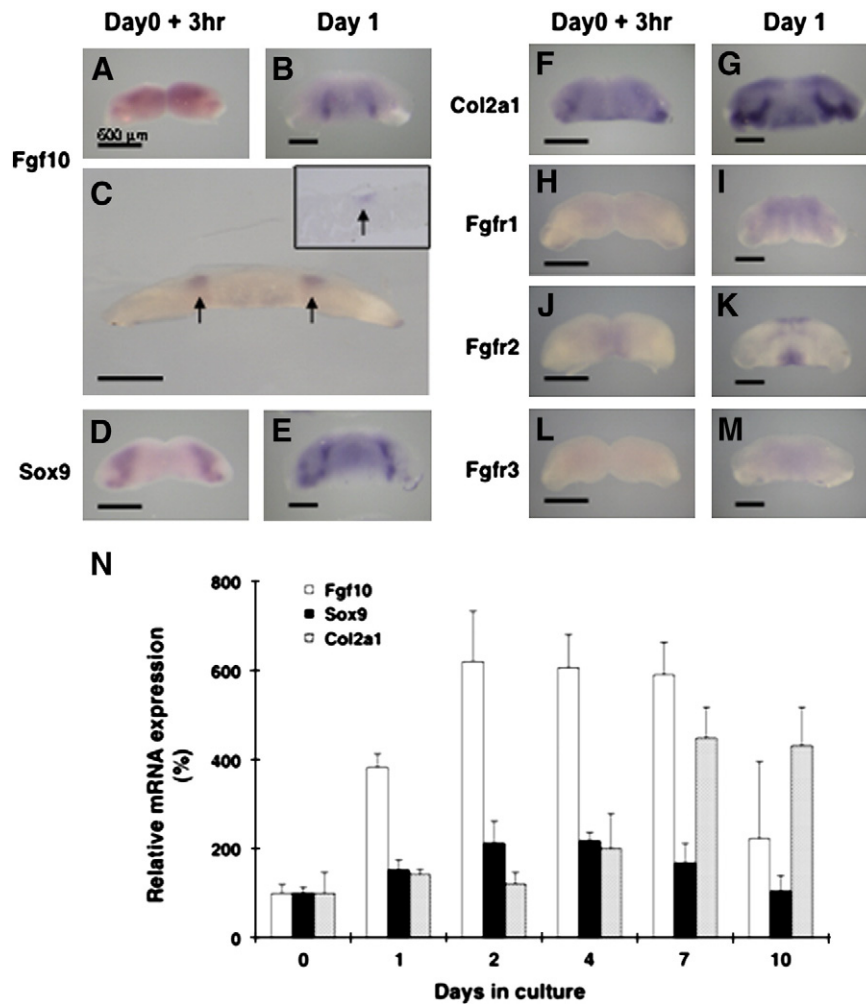 Day0 + 3hr
Day 1
Day0 + 3hr
Day 1
Fgf10
A
600 µm
B
C
Sox9
D
E
Col2a1
F
G
Fgfr1
H
I
Fgfr2
J
K
Fgfr3
L
M
N
Relative mRNA expression
(%)
800
600
400
200
0
Fgf10
Sox9
Col2a1
0
1
2
4
7
10
Days in culture